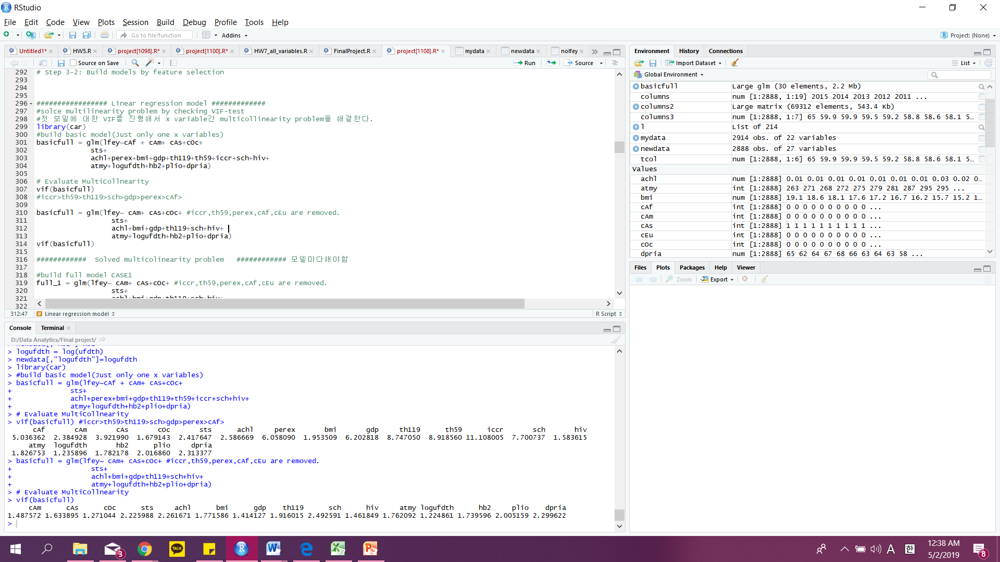 RStudio
File Edit Code View Plots Session Build Debug Profile Tools Help
Go to file/function Addins Project: (None)
Untitled1* HW5.R project[1098].R* project[1100].R* HW7_all_variables.R FinalProject.R project[1108].R* mydata newdata nolfey
Source on Save Run Source
292 # Step 3-2: Build models by feature selection
293
294
295
296 ################# Linear regression model #############
297 #solce multilinearity problem by checking VIF-test
298 #첫 모델에 대한 VIF를 진행해서 x variable간 multicollinearity problem을 해결한다.
299 library(car)
300 #build basic model(Just only one x variables)
301 basicfull = glm(lfey~cAf + cAm+ cAs+cOc+
302 sts+
303 achl+perex+bmi+gdp+th119+th59+iccr+sch+hiv+
304 atmy+logufdth+hb2+plio+dpria)
305
306 # Evaluate MultiCollnearity
307 vif(basicfull)
308 #iccr>th59>th119>sch>gdp>perex>cAf>
309
310 basicfull = glm(lfey~ cAm+ cAs+cOc+ #iccr,th59,perex,cAf,cEu are removed.
311 sts+
312 achl+bmi+gdp+th119+sch+hiv+
313 atmy+logufdth+hb2+plio+dpria)
314 vif(basicfull)
315
316 ############ Solved multicolinearity problem ############ 모델마다해야함
317
318 #build full model CASE1
319 full_1 = glm(lfey~ cAm+ cAs+cOc+ #iccr,th59,perex,cAf,cEu are removed.
320 sts+
321 achl+bmi+gdp+th119+sch+hiv+
322
312:47 Linear regression model R Script
Console Terminal
D:/Data Analytics/Final project/
> logufdth = log(ufdth)
> newdata[,"logufdth"]=logufdth
> library(car)
> #build basic model(Just only one x variables)
> basicfull = glm(lfey~cAf + cAm+ cAs+cOc+
+ sts+
+ achl+perex+bmi+gdp+th119+th59+iccr+sch+hiv+
+ atmy+logufdth+hb2+plio+dpria)
> # Evaluate MultiCollnearity
> vif(basicfull) #iccr>th59>th119>sch>gdp>perex>cAf>
cAf cAm cAs cOc sts achl perex bmi gdp th119 th59 iccr sch hiv
5.036362 2.384928 3.921990 1.679143 2.417647 2.586669 6.058090 1.953509 6.202818 8.747050 8.918560 11.108005 7.700737 1.583615
atmy logufdth hb2 plio dpria
1.826753 1.235896 1.782178 2.016860 2.313377
> basicfull = glm(lfey~ cAm+ cAs+cOc+ #iccr,th59,perex,cAf,cEu are removed.
+ sts+
+ achl+bmi+gdp+th119+sch+hiv+
+ atmy+logufdth+hb2+plio+dpria)
> # Evaluate MultiCollnearity
> vif(basicfull)
cAm cAs cOc sts achl bmi gdp th119 sch hiv atmy logufdth hb2 plio dpria
1.487572 1.633895 1.271044 2.225988 2.261671 1.771586 1.414127 1.916015 2.492591 1.461849 1.762092 1.224861 1.739596 2.005159 2.299622
>
Environment History Connections
Import Dataset List
Global Environment
basicfull Large glm (30 elements, 2.2 Mb)
columns num [1:2888, 1:19] 2015 2014 2013 2012 2011 ...
columns2 Large matrix (69312 elements, 543.4 Kb)
columns3 num [1:2888, 1:7] 65 59.9 59.9 59.5 59.2 58.8 58.6 58.1 5…
l List of 214
mydata 2914 obs. of 22 variables
newdata 2888 obs. of 27 variables
tcol num [1:2888, 1:6] 65 59.9 59.9 59.5 59.2 58.8 58.6 58.1 5…
Values
achl num [1:2888] 0.01 0.01 0.01 0.01 0.01 0.01 0.01 0.03 0.02 0…
atmy int [1:2888] 263 271 268 272 275 279 281 287 295 295 ...
bmi num [1:2888] 19.1 18.6 18.1 17.6 17.2 16.7 16.2 15.7 15.2 1…
cAf int [1:2888] 0 0 0 0 0 0 0 0 0 0 ...
cAm int [1:2888] 0 0 0 0 0 0 0 0 0 0 ...
cAs int [1:2888] 1 1 1 1 1 1 1 1 1 1 ...
cEu int [1:2888] 0 0 0 0 0 0 0 0 0 0 ...
cOc int [1:2888] 0 0 0 0 0 0 0 0 0 0 ...
dpria num [1:2888] 65 62 64 67 68 66 63 64 63 58 ...
Files Plots Packages Help Viewer
Zoom Export
3 TALK A 한 12:38 AM
5/2/2019 8